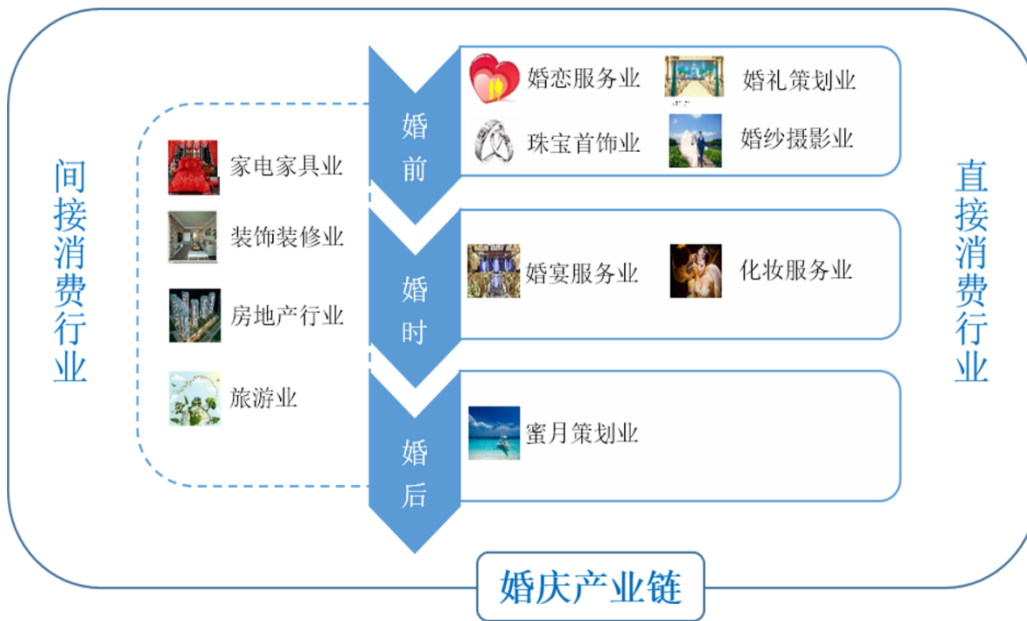 间接消费行业
家电家具业
装饰装修业
房地产行业
旅游业
婚前
婚时
婚后
婚恋服务业
婚礼策划业
珠宝首饰业
婚纱摄影业
婚宴服务业
化妆服务业
蜜月策划业
直接消费行业
婚庆产业链